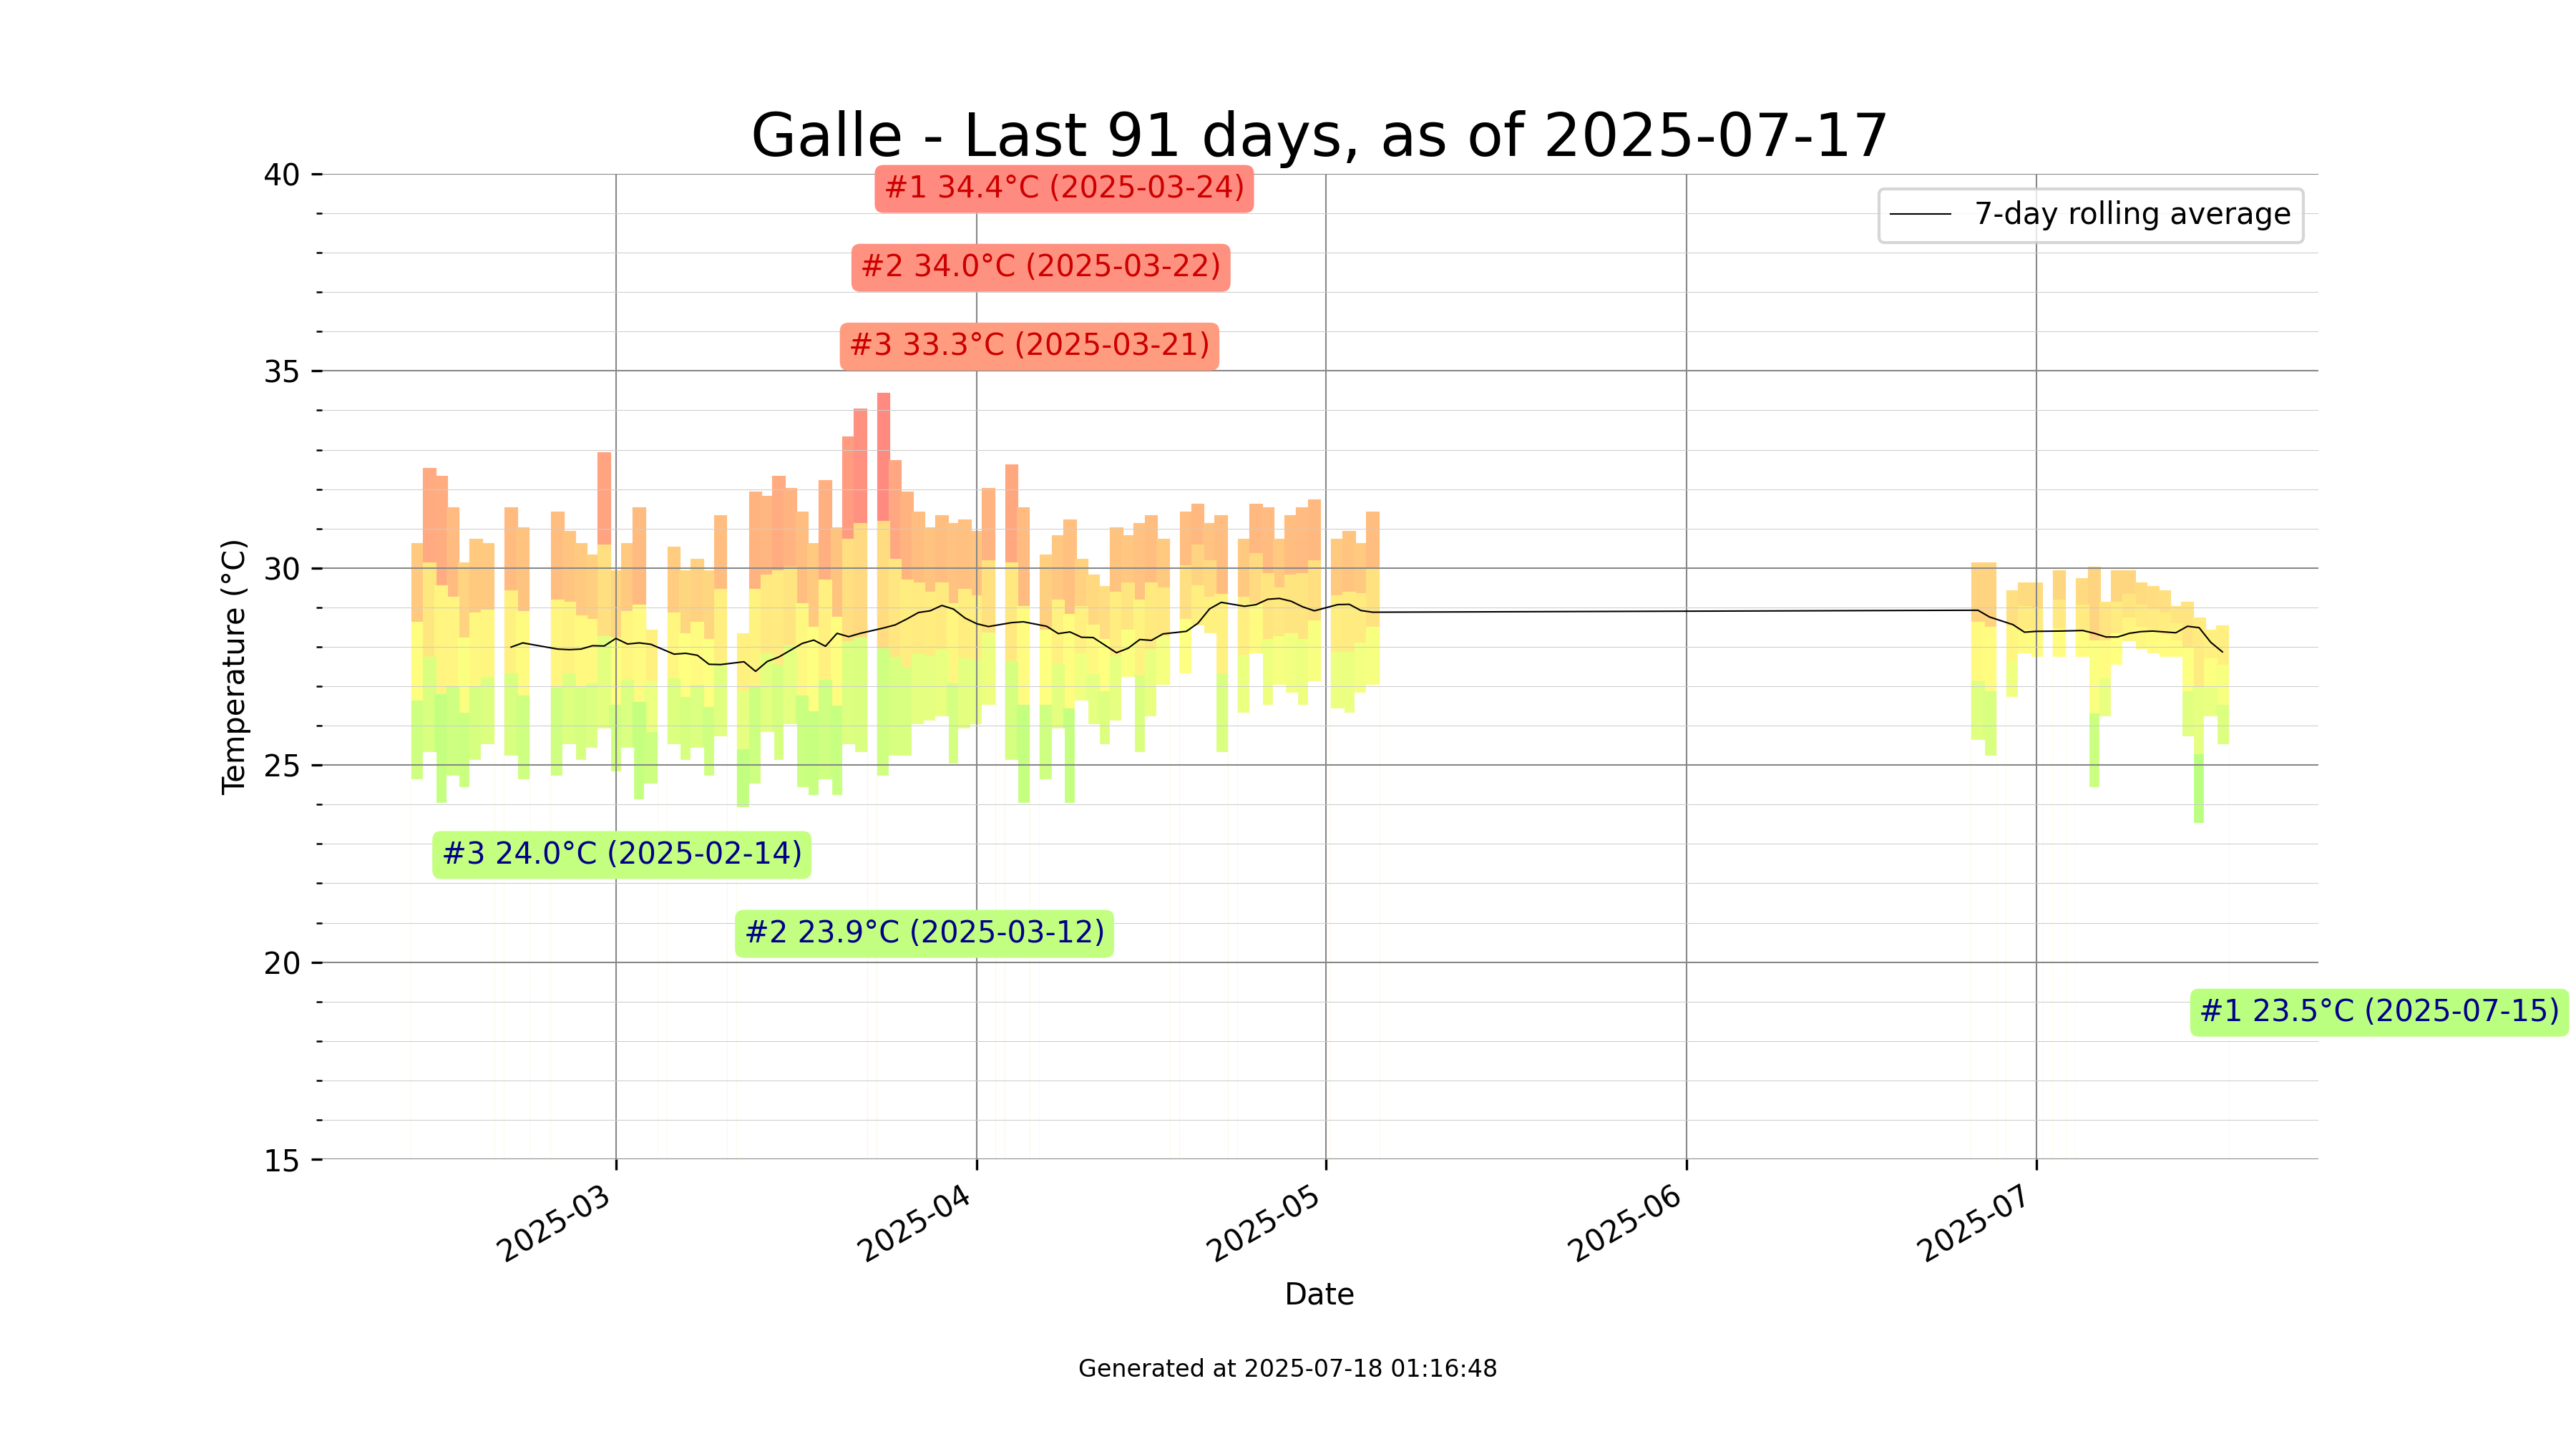 Galle - Last 91 days, as of 2025-07-17
#1 34.4°C (2025-03-24)
7-day rolling average
#2 34.0°C (2025-03-22)
#3 33.3°C (2025-03-21)
40
35
30
25
20
15
Temperature (°C)
#3 24.0°C (2025-02-14)
#2 23.9°C (2025-03-12)
#1 23.5°C (2025-07-15)
2025-03
2025-04
2025-05
2025-06
2025-07
Date
Generated at 2025-07-18 01:16:48